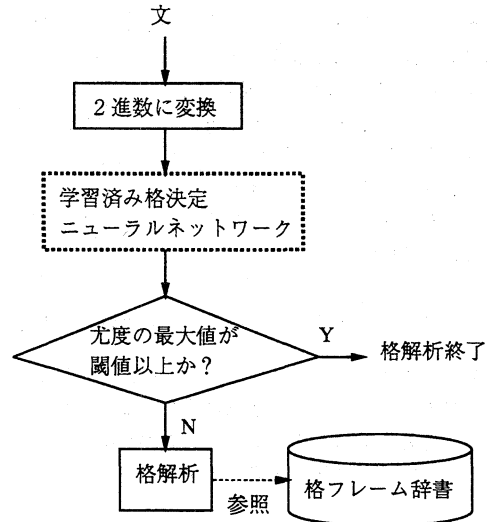 文
2進数に変換
学習済み格決定
ニューラルネットワーク
尤度の最大値が
閾値以上か?
Y
格解析終了
N
格解析
参照
格フレーム辞書